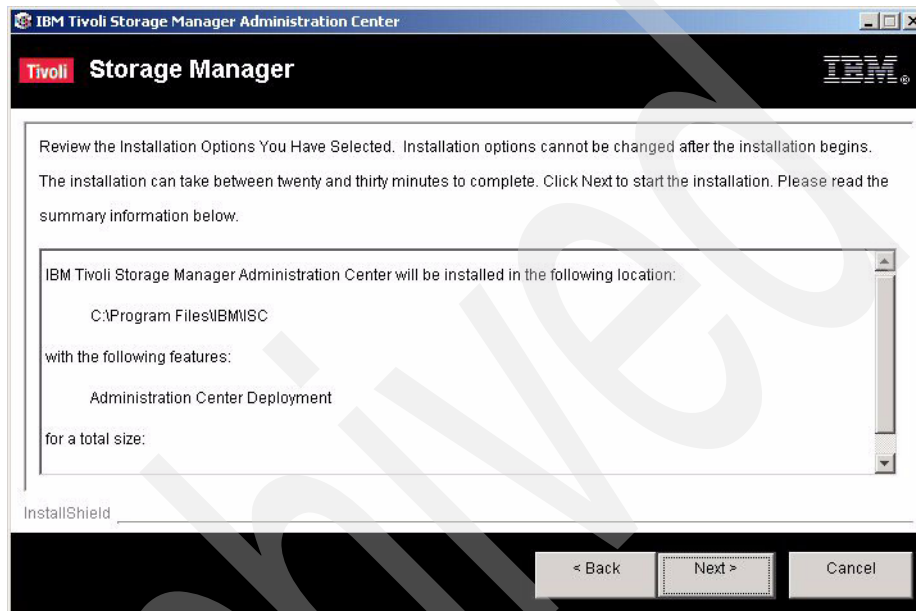 IBM Tivoli Storage Manager Administration Center
Tivoli Storage Manager
IBM®
Review the Installation Options You Have Selected. Installation options cannot be changed after the installation begins.
The installation can take between twenty and thirty minutes to complete. Click Next to start the installation. Please read the
summary information below.
IBM Tivoli Storage Manager Administration Center will be installed in the following location:
C:\Program Files\IBM\ISC
with the following features:
Administration Center Deployment
for a total size:
InstallShield
< Back Next > Cancel